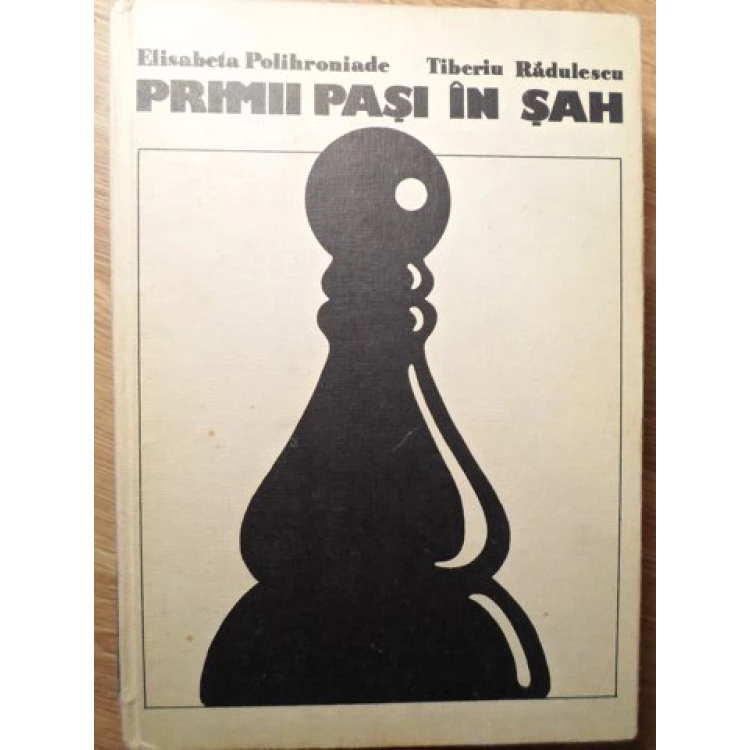 Elisabeta Polihroniade Tiberiu Rădulescu
PRIMII PAȘI ÎN ȘAH